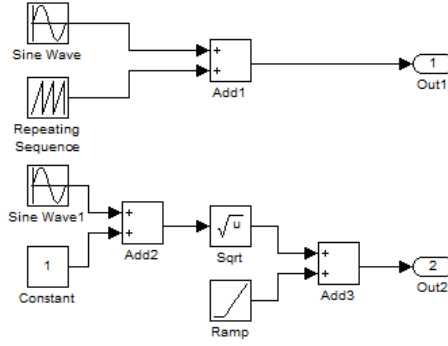 Sine Wave
+
+
Add1
1
Out1
Repeating
Sequence
Sine Wave1
+
+
Add2
1
Constant
√u
Sqrt
+
+
Add3
2
Out2
Ramp